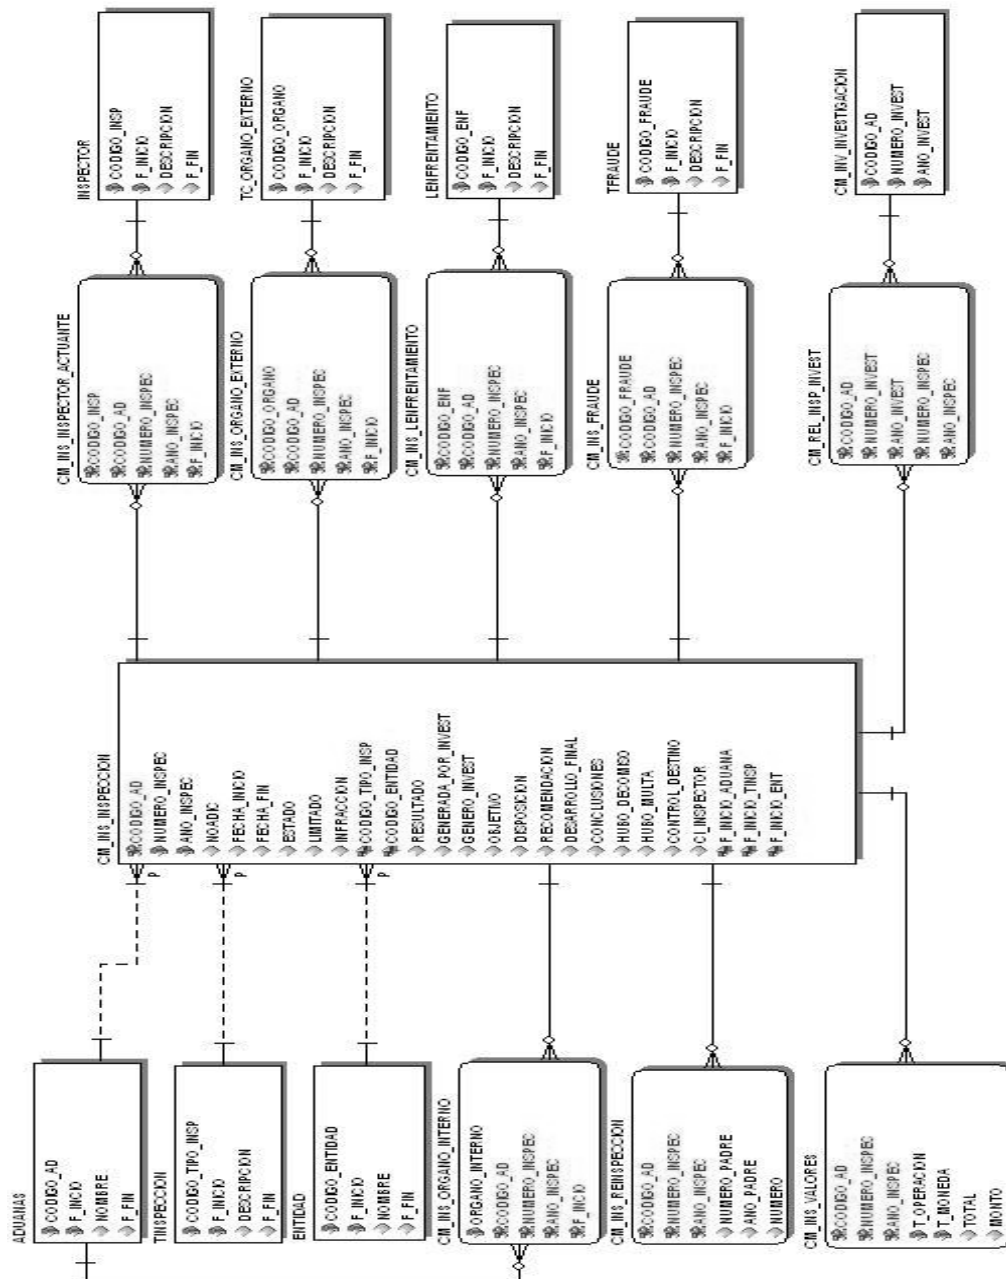 ADUANAS
CODIGO_AD
F_INCIO
NOMBRE
F_FIN
TINSPECCION
CODIGO_TIPO_INSP
F_INICIO
DESCRIPCION
F_FIN
ENTIDAD
CODIGO_ENTIDAD
F_INICIO
NOMBRE
F_FIN
CM_INS_ORGANO_INTERNO
ORGANO_INTERNO
CODIGO_AD
NUMERO_INSPEC
ANO_INSPEC
F_INCIO
CM_INS_REINSPECCION
CODIGO_AD
NUMERO_INSPEC
ANO_INSPEC
NUMERO_PADRE
ANO_PADRE
NUMERO
CM_INS_VALORES
CODIGO_AD
NUMERO_INSPEC
ANO_INSPEC
T_OPERACION
T_MONEDA
TOTAL
MONTO
P
P
P
CM_INS_INSPECCION
CODIGO_AD
NUMERO_INSPEC
ANO_INSPEC
NOADIC
FECHA_INICIO
FECHA_FIN
ESTADO
LIMITADO
INFRACCION
CODIGO_TIPO_INSP
CODIGO_ENTIDAD
RESULTADO
GENERADA_POR_INVEST
GENERO_INVEST
OBJETIVO
DISPOSICION
RECOMENDACION
DESARROLLO_FINAL
CONCLUSIONES
HUBO_DECOMISO
HUBO_MULTA
CONTROL_DESTINO
CI_INSPECTOR
F_INICIO_ADUANA
F_INICIO_TINSP
F_INICIO_ENT
CM_INS_INSPECTOR_ACTUANTE
CODIGO_INSP
CODIGO_AD
NUMERO_INSPEC
ANO_INSPEC
F_INICIO
CM_INS_ORGANO_EXTERNO
CODIGO_ORGANO
CODIGO_AD
NUMERO_INSPEC
ANO_INSPEC
F_INICIO
CM_INS_LENFRENTAMIENTO
CODIGO_ENF
CODIGO_AD
NUMERO_INSPEC
ANO_INSPEC
F_INICIO
CM_INS_FRAUDE
CODIGO_FRAUDE
CODIGO_AD
NUMERO_INSPEC
ANO_INSPEC
F_INICIO
CM_REL_INSP_INVEST
CODIGO_AD
NUMERO_INVEST
ANO_INVEST
NUMERO_INSPEC
ANO_INSPEC
INSPECTOR
CODIGO_INSP
F_INICIO
DESCRIPCION
F_FIN
TC_ORGANO_EXTERNO
CODIGO_ORGANO
F_INICIO
DESCRIPCION
F_FIN
LENFRENTAMIENTO
CODIGO_ENF
F_INICIO
DESCRIPCION
F_FIN
TFRAUDE
CODIGO_FRAUDE
F_INICIO
DESCRIPCION
F_FIN
CM_INV_INVESTIGACION
CODIGO_AD
NUMERO_INVEST
ANO_INVEST